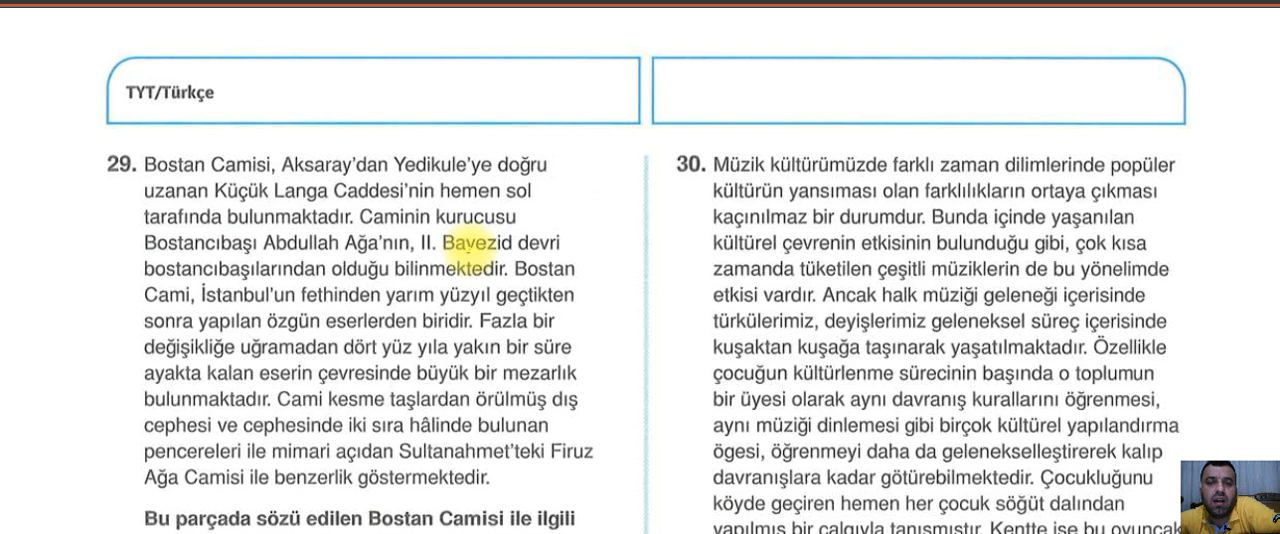 TYT/Türkçe
29. Bostan Camisi, Aksaray'dan Yedikule'ye doğru
uzanan Küçük Langa Caddesi'nin hemen sol
tarafında bulunmaktadır. Caminin kurucusu
Bostancıbaşı Abdullah Ağa'nın, II. Bayezid devri
bostancıbaşılarından olduğu bilinmektedir. Bostan
Cami, İstanbul'un fethinden yarım yüzyıl geçtikten
sonra yapılan özgün eserlerden biridir. Fazla bir
değişikliğe uğramadan dört yüz yıla yakın bir süre
ayakta kalan eserin çevresinde büyük bir mezarlık
bulunmaktadır. Cami kesme taşlardan örülmüş dış
cephesi ve cephesinde iki sıra hâlinde bulunan
pencereleri ile mimari açıdan Sultanahmet'teki Firuz
Ağa Camisi ile benzerlik göstermektedir.
Bu parçada sözü edilen Bostan Camisi ile ilgili
30. Müzik kültürümüzde farklı zaman dilimlerinde popüler
kültürün yansıması olan farklılıkların ortaya çıkması
kaçınılmaz bir durumdur. Bunda içinde yaşanılan
kültürel çevrenin etkisinin bulunduğu gibi, çok kısa
zamanda tüketilen çeşitli müziklerin de bu yönelimde
etkisi vardır. Ancak halk müziği geleneği içerisinde
türkülerimiz, deyişlerimiz geleneksel süreç içerisinde
kuşaktan kuşağa taşınarak yaşatılmaktadır. Özellikle
çocuğun kültürlenme sürecinin başında o toplumun
bir üyesi olarak aynı davranış kurallarını öğrenmesi,
aynı müziği dinlemesi gibi birçok kültürel yapılandırma
ögesi, öğrenmeyi daha da gelenekselleştirerek kalıp
davranışlara kadar götürebilmektedir. Çocukluğunu
köyde geçiren hemen her çocuk söğüt dalından
yapılmış bir çalgıyla tanışmıştır. Kentte ise bu oyuncak